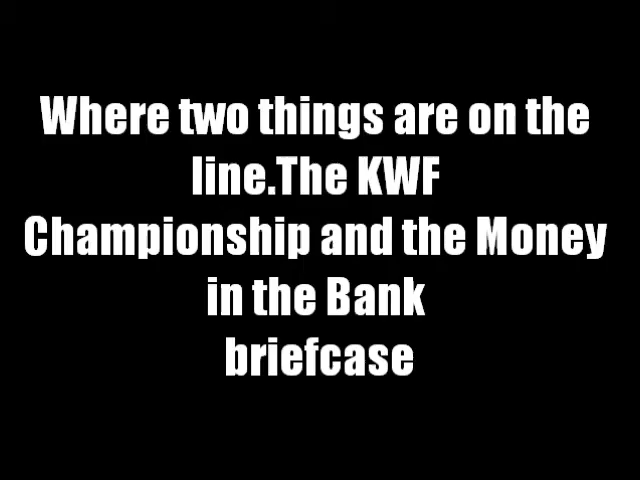 Where two things are on the
line.The KWF
Championship and the Money
in the Bank
briefcase